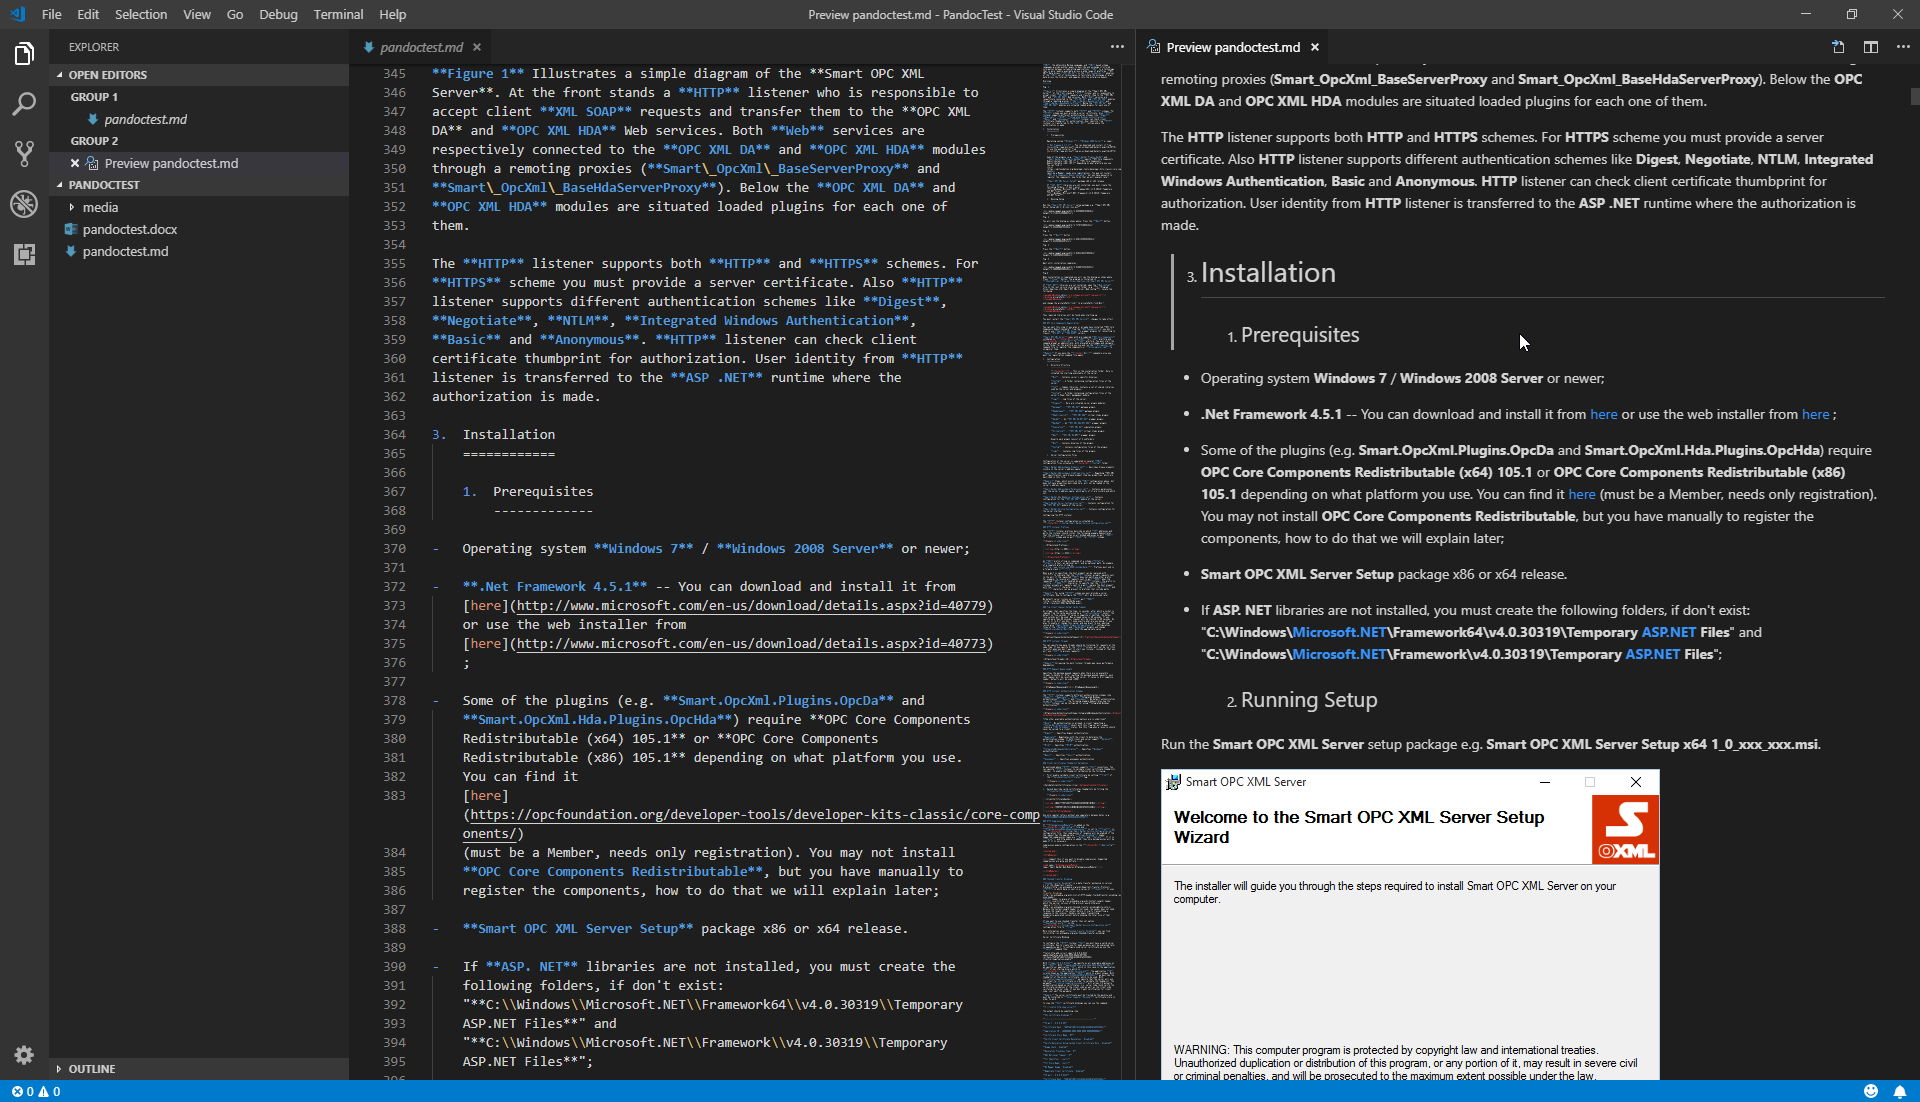 File Edit Selection View Go Debug Terminal Help
Preview pandoctest.md - PandocTest - Visual Studio Code
EXPLORER
OPEN EDITORS
GROUP 1
pandoctest.md
GROUP 2
Preview pandoctest.md
PANDOCTEST
media
pandoctest.docx
pandoctest.md
OUTLINE
0 0
pandoctest.md
345 **Figure 1** Illustrates a simple diagram of the **Smart OPC XML
346 Server**. At the front stands a **HTTP** listener who is responsible to
347 accept client **XML SOAP** requests and transfer them to the **OPC XML
348 DA** and **OPC XML HDA** Web services. Both **Web** services are
349 respectively connected to the **OPC XML DA** and **OPC XML HDA** modules
350 through a remoting proxies (**Smart\_OpcXml\_BaseServerProxy** and
351 **Smart\_OpcXml\_BaseHdaServerProxy**). Below the **OPC XML DA** and
352 **OPC XML HDA** modules are situated loaded plugins for each one of
353 them.
354
355 The **HTTP** listener supports both **HTTP** and **HTTPS** schemes. For
356 **HTTPS** scheme you must provide a server certificate. Also **HTTP**
357 listener supports different authentication schemes like **Digest**,
358 **Negotiate**, **NTLM**, **Integrated Windows Authentication**,
359 **Basic** and **Anonymous**. **HTTP** listener can check client
360 certificate thumbprint for authorization. User identity from **HTTP**
361 listener is transferred to the **ASP .NET** runtime where the
362 authorization is made.
363
364 3. Installation
365 ============
366
367 1. Prerequisites
368 -------------
369
370 - Operating system **Windows 7** / **Windows 2008 Server** or newer;
371
372 - **.Net Framework 4.5.1** -- You can download and install it from
373 [here](http://www.microsoft.com/en-us/download/details.aspx?id=40779)
374 or use the web installer from
375 [here](http://www.microsoft.com/en-us/download/details.aspx?id=40773)
376 ;
377
378 - Some of the plugins (e.g. **Smart.OpcXml.Plugins.OpcDa** and
379 **Smart.OpcXml.Hda.Plugins.OpcHda**) require **OPC Core Components
380 Redistributable (x64) 105.1** or **OPC Core Components
381 Redistributable (x86) 105.1** depending on what platform you use.
382 You can find it
383 [here]
(https://opcfoundation.org/developer-tools/developer-kits-classic/core-comp
onents/)
384 (must be a Member, needs only registration). You may not install
385 **OPC Core Components Redistributable**, but you have manually to
386 register the components, how to do that we will explain later;
387
388 - **Smart OPC XML Server Setup** package x86 or x64 release.
389
390 - If **ASP. NET** libraries are not installed, you must create the
391 following folders, if don't exist:
392 "**C:\\Windows\\Microsoft.NET\\Framework64\\v4.0.30319\\Temporary
393 ASP.NET Files**" and
394 "**C:\\Windows\\Microsoft.NET\\Framework\\v4.0.30319\\Temporary
395 ASP.NET Files**";
Preview pandoctest.md
remoting proxies (Smart_OpcXml_BaseServerProxy and Smart_OpcXml_BaseHdaServerProxy). Below the OPC
XML DA and OPC XML HDA modules are situated loaded plugins for each one of them.
The HTTP listener supports both HTTP and HTTPS schemes. For HTTPS scheme you must provide a server
certificate. Also HTTP listener supports different authentication schemes like Digest, Negotiate, NTLM, Integrated
Windows Authentication, Basic and Anonymous. HTTP listener can check client certificate thumbprint for
authorization. User identity from HTTP listener is transferred to the ASP .NET runtime where the authorization is
made.
3. Installation
1. Prerequisites
• Operating system Windows 7 / Windows 2008 Server or newer;
• .Net Framework 4.5.1 -- You can download and install it from here or use the web installer from here ;
• Some of the plugins (e.g. Smart.OpcXml.Plugins.OpcDa and Smart.OpcXml.Hda.Plugins.OpcHda) require
OPC Core Components Redistributable (x64) 105.1 or OPC Core Components Redistributable (x86)
105.1 depending on what platform you use. You can find it here (must be a Member, needs only registration).
You may not install OPC Core Components Redistributable, but you have manually to register the
components, how to do that we will explain later;
• Smart OPC XML Server Setup package x86 or x64 release.
• If ASP. NET libraries are not installed, you must create the following folders, if don't exist:
"C:\Windows\Microsoft.NET\Framework64\v4.0.30319\Temporary ASP.NET Files" and
"C:\Windows\Microsoft.NET\Framework\v4.0.30319\Temporary ASP.NET Files";
2. Running Setup
Run the Smart OPC XML Server setup package e.g. Smart OPC XML Server Setup x64 1_0_xxx_xxx.msi.
Smart OPC XML Server
Welcome to the Smart OPC XML Server Setup
Wizard
S
XML
The installer will guide you through the steps required to install Smart OPC XML Server on your
computer.
WARNING: This computer program is protected by copyright law and international treaties.
Unauthorized duplication or distribution of this program, or any portion of it, may result in severe civil
or criminal penalties, and will be prosecuted to the maximum extent possible under the law.